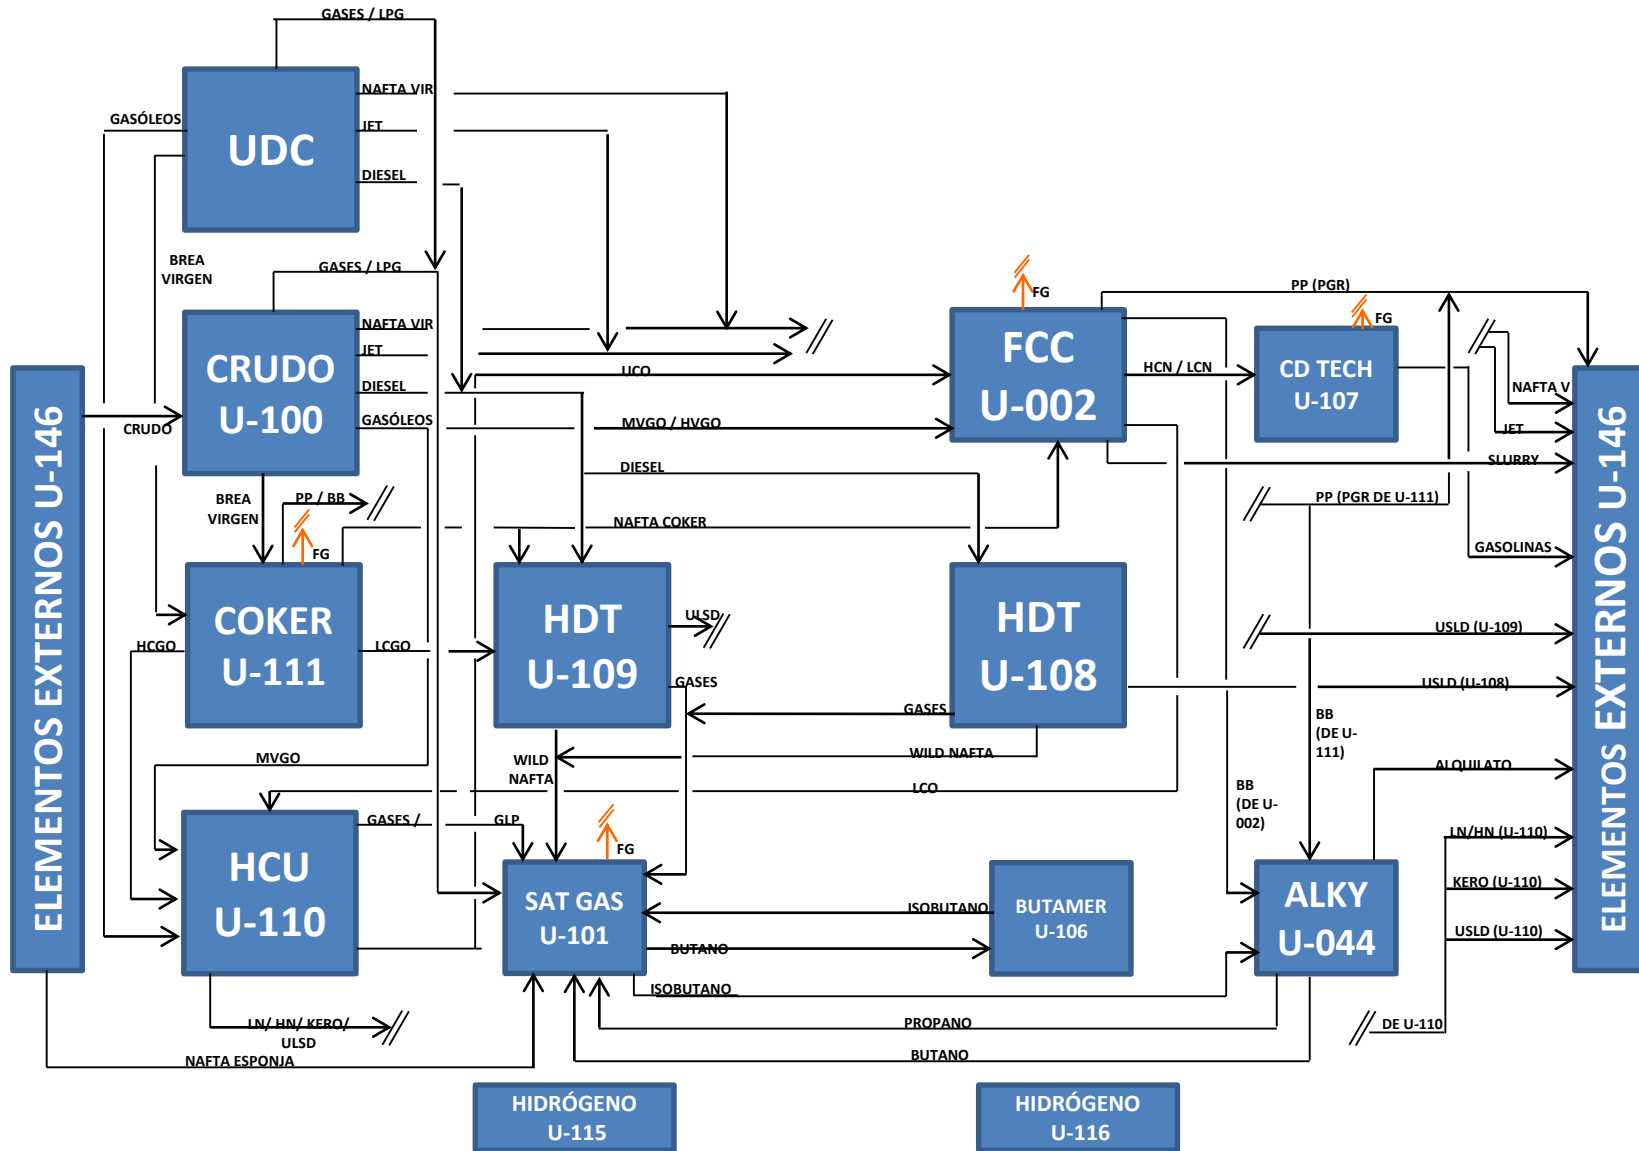 GASES / LPG
NAFTA VIR
GASÓLEOS
JET
UDC
DIESEL
BREA
VIRGEN
GASES / LPG
PP (PGR)
FG
FG
NAFTA VIR
JET
CRUDO
U-100
DIESEL
GASÓLEOS
UCO
FCC
U-002
HCN / LCN
CD TECH
U-107
NAFTA V
JET
CRUDO
MVGO / HVGO
SLURRY
ELEMENTOS EXTERNOS U-146
ELEMENTOS EXTERNOS U-146
DIESEL
BREA
VIRGEN
PP / BB
PP (PGR DE U-111)
NAFTA COKER
FG
GASOLINAS
COKER
U-111
HDT
U-109
ULSD
HDT
U-108
USLD (U-109)
HCGO
LCGO
GASES
USLD (U-108)
GASES
BB
(DE U-
111)
MVGO
WILD
NAFTA
WILD NAFTA
ALQUILATO
LCO
BB
(DE U-
002)
GASES /
GLP
FG
LN/HN (U-110)
HCU
U-110
SAT GAS
U-101
ISOBUTANO
BUTAMER
U-106
ALKY
U-044
KERO (U-110)
USLD (U-110)
BUTANO
ISOBUTANO
LN/ HN/ KERO/
ULSD
PROPANO
DE U-110
NAFTA ESPONJA
BUTANO
HIDRÓGENO
U-115
HIDRÓGENO
U-116